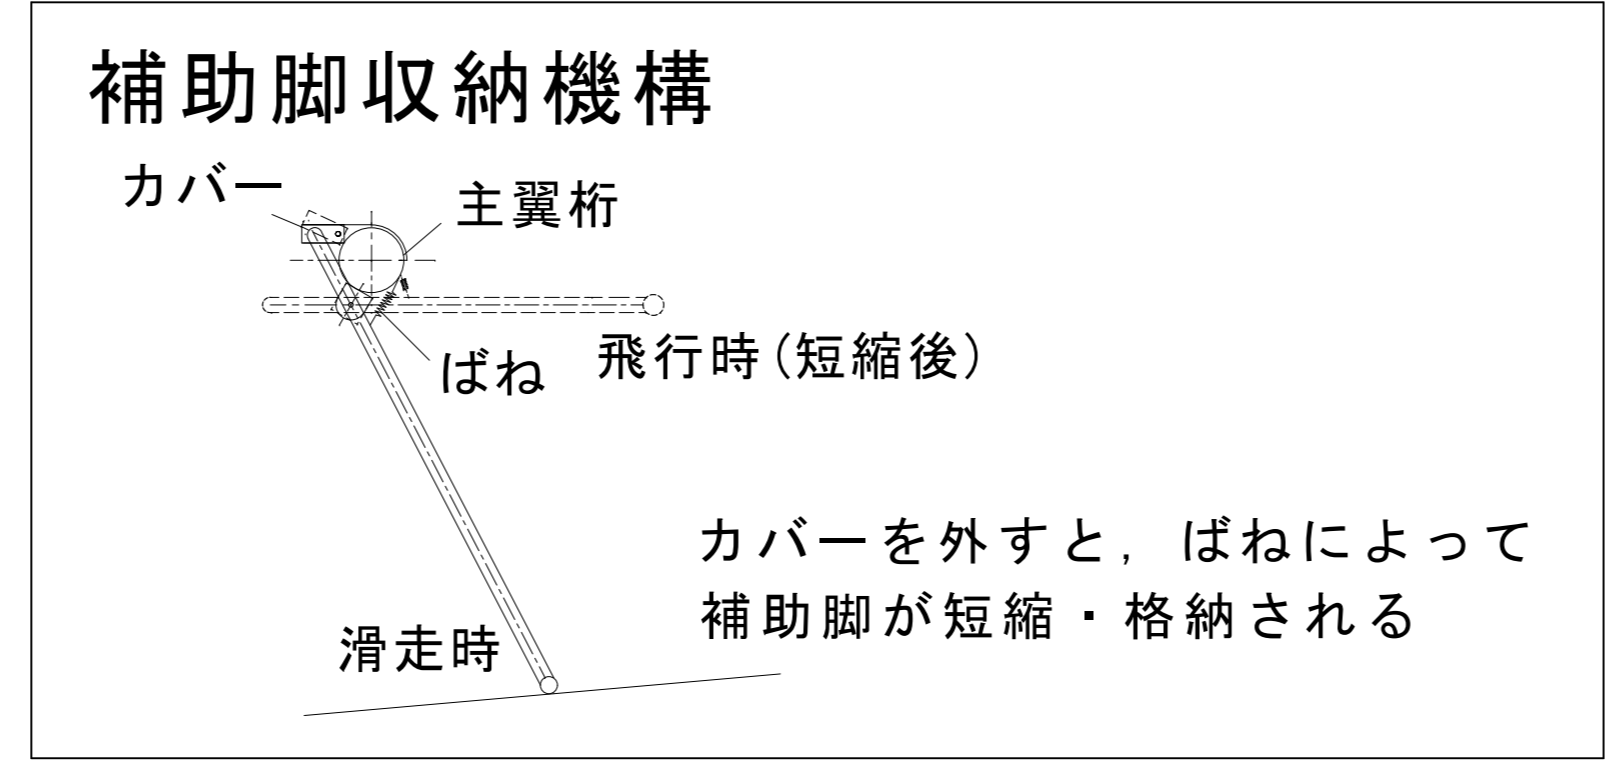 補助脚収納機構
カバー
主翼桁
ばね
飛行時(短縮後)
カバーを外すと，ばねによって
補助脚が短縮・格納される
滑走時